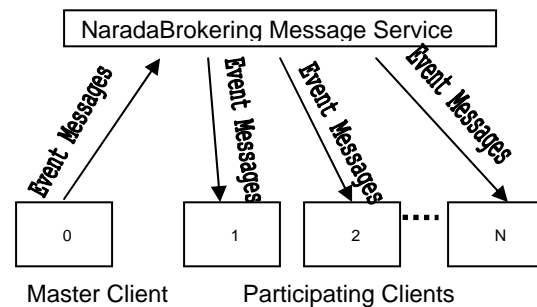 NaradaBrokering Message Service
Event Messages
Event Messages
Event Messages
Event Messages
0
1
2
....
N
Master Client
Participating Clients